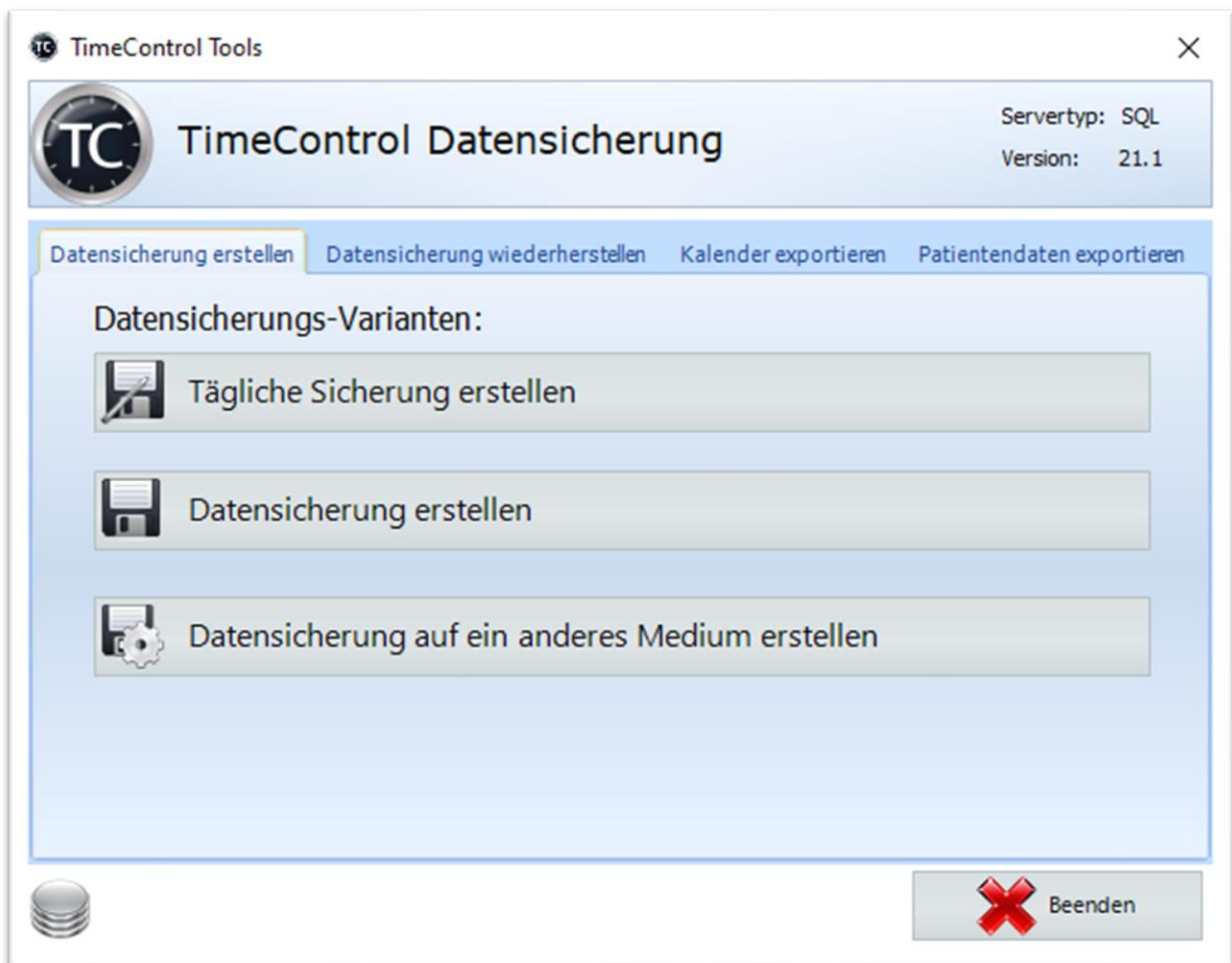 TimeControl Tools
TC
TimeControl Datensicherung
Servertyp: SQL
Version: 21.1
Datensicherung erstellen Datensicherung wiederherstellen Kalender exportieren Patientendaten exportieren
Datensicherungs-Varianten:
Tägliche Sicherung erstellen
Datensicherung erstellen
Datensicherung auf ein anderes Medium erstellen
Beenden